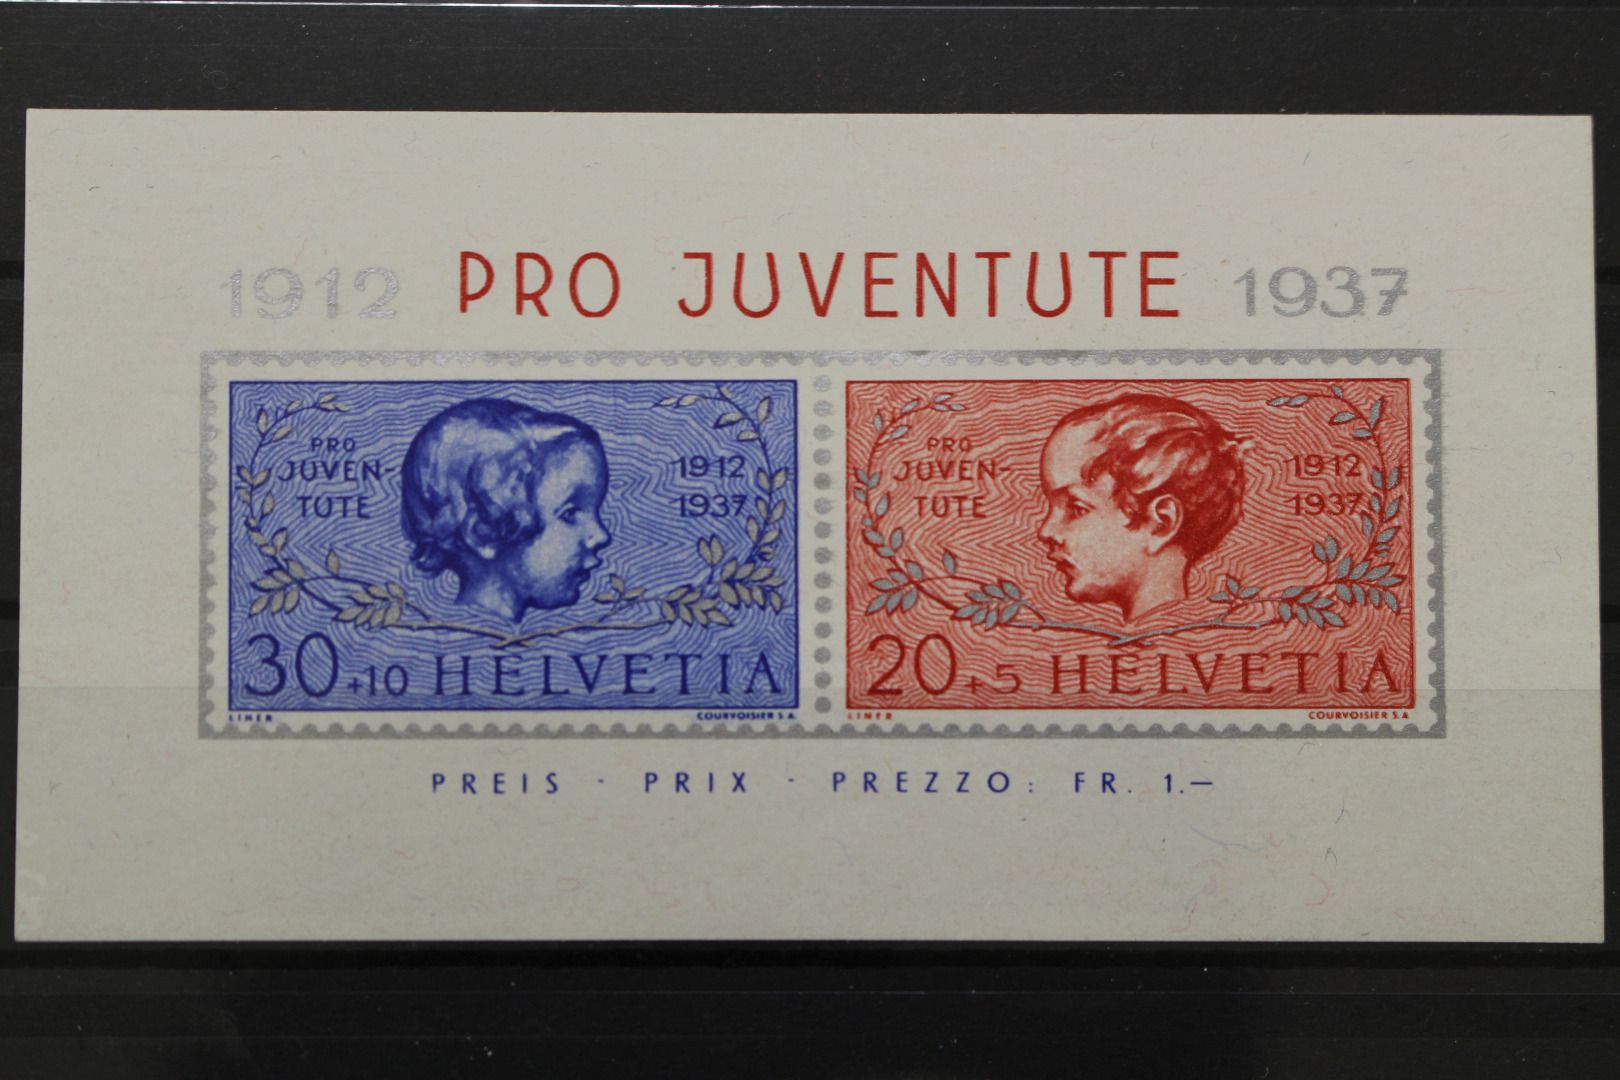 1912 PRO JUVENTUTE 1937
PRO
JUVEN-
TUTE
1912
1937
30+10 HELVETIA
LINER COURVOISIER S.A.
PRO
JUVEN-
TUTE
1912
1937
20+5 HELVETIA
LINER COURVOISIER S.A.
PREIS - PRIX - PREZZO: FR. 1.—